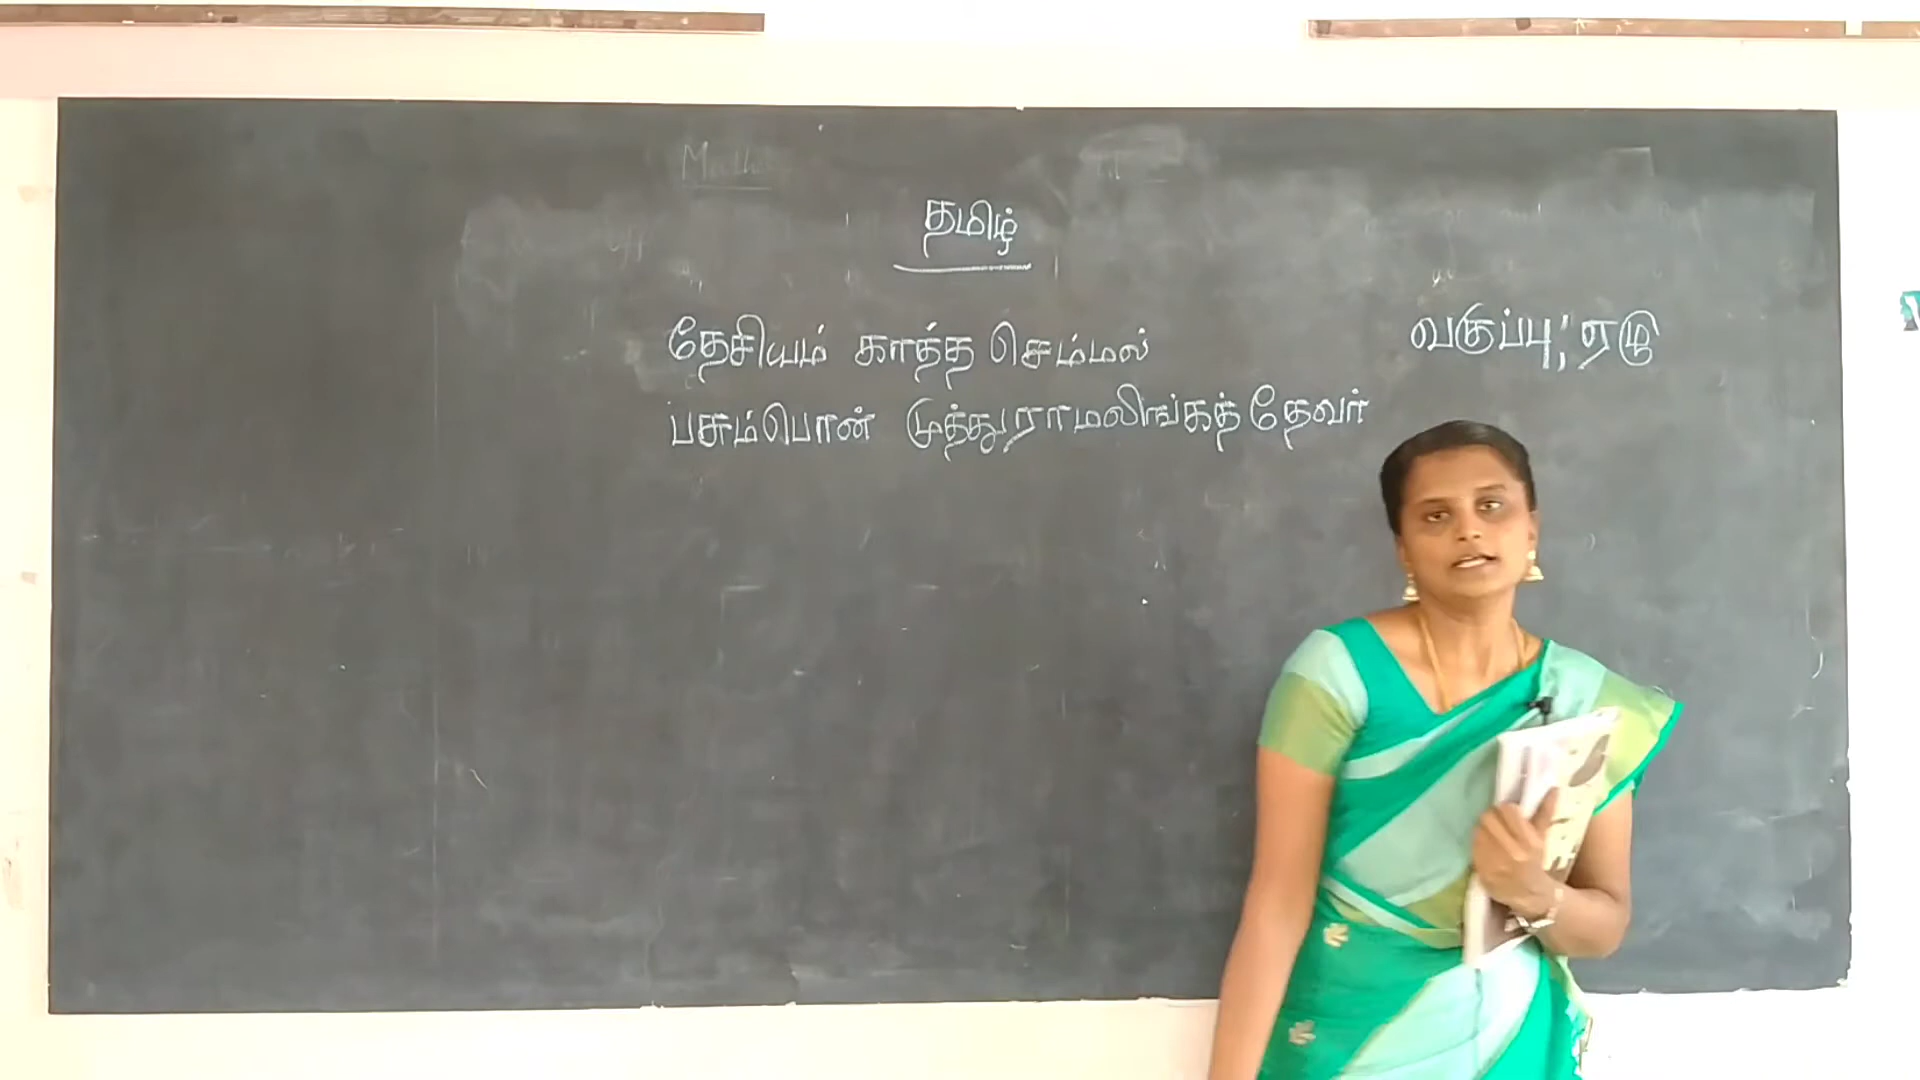 தமிழ்
தேசியம் காத்த செம்மல்
வகுப்பு; ஏழு
பசும்பொன் முத்துராமலிங்கத் தேவர்